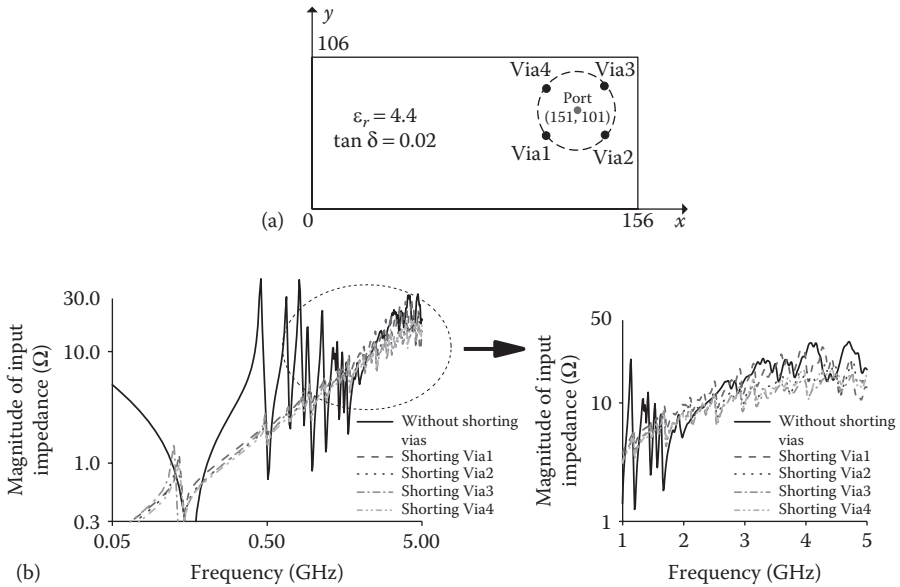 y
106
Via4
Via3
Port
(151, 101)
εr = 4.4
tan δ = 0.02
Via1
Via2
(a)
0
156
x
Magnitude of input
impedance (Ω)
30.0
10.0
1.0
0.3
0.05
0.50
5.00
Frequency (GHz)
Without shorting
vias
Shorting Via1
Shorting Via2
Shorting Via3
Shorting Via4
(b)
Magnitude of input
impedance (Ω)
50
10
1
1
2
3
4
5
Frequency (GHz)
Without shorting
vias
Shorting Via1
Shorting Via2
Shorting Via3
Shorting Via4